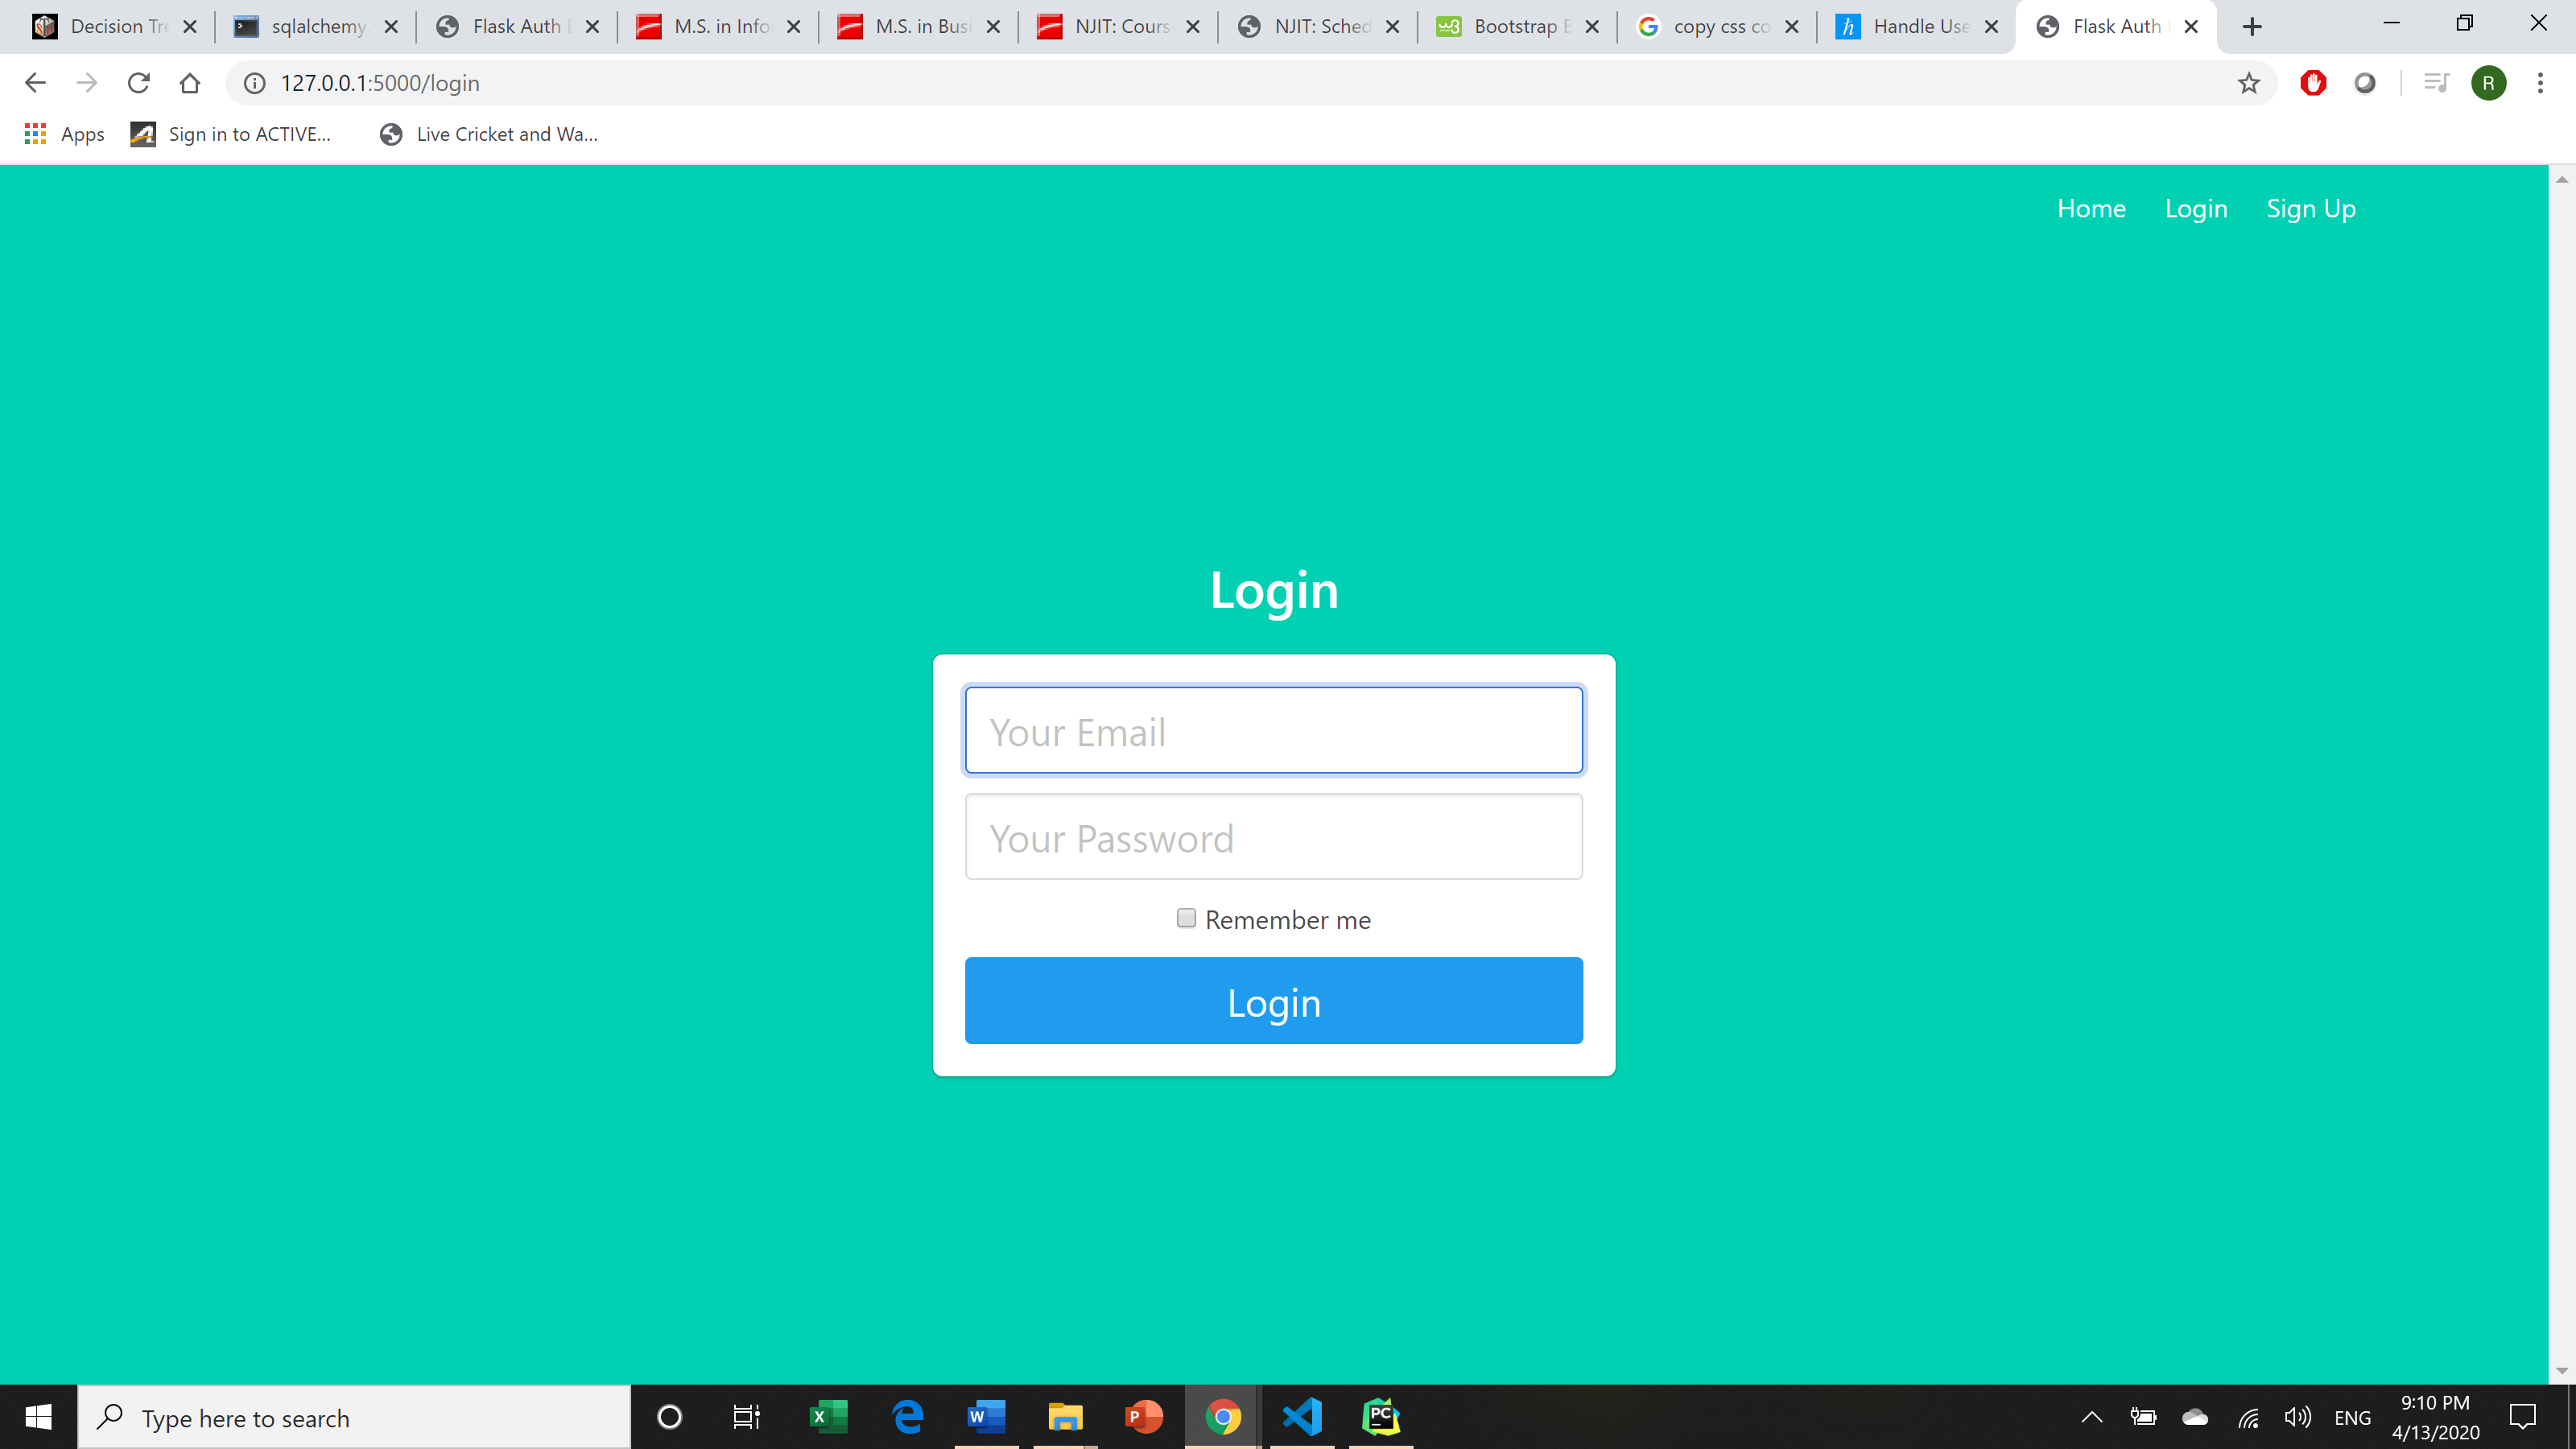 Decision Tre
sqlalchemy.
Flask Auth E
M.S. in Info
M.S. in Busi
NJIT: Cours
NJIT: Sched
Bootstrap B
copy css co
Handle Use
Flask Auth
127.0.0.1:5000/login
R
Apps
Sign in to ACTIVE...
Live Cricket and Wa...
Home Login Sign Up
Login
Your Email
Your Password
Remember me
Login
Type here to search
ENG
9:10 PM
4/13/2020